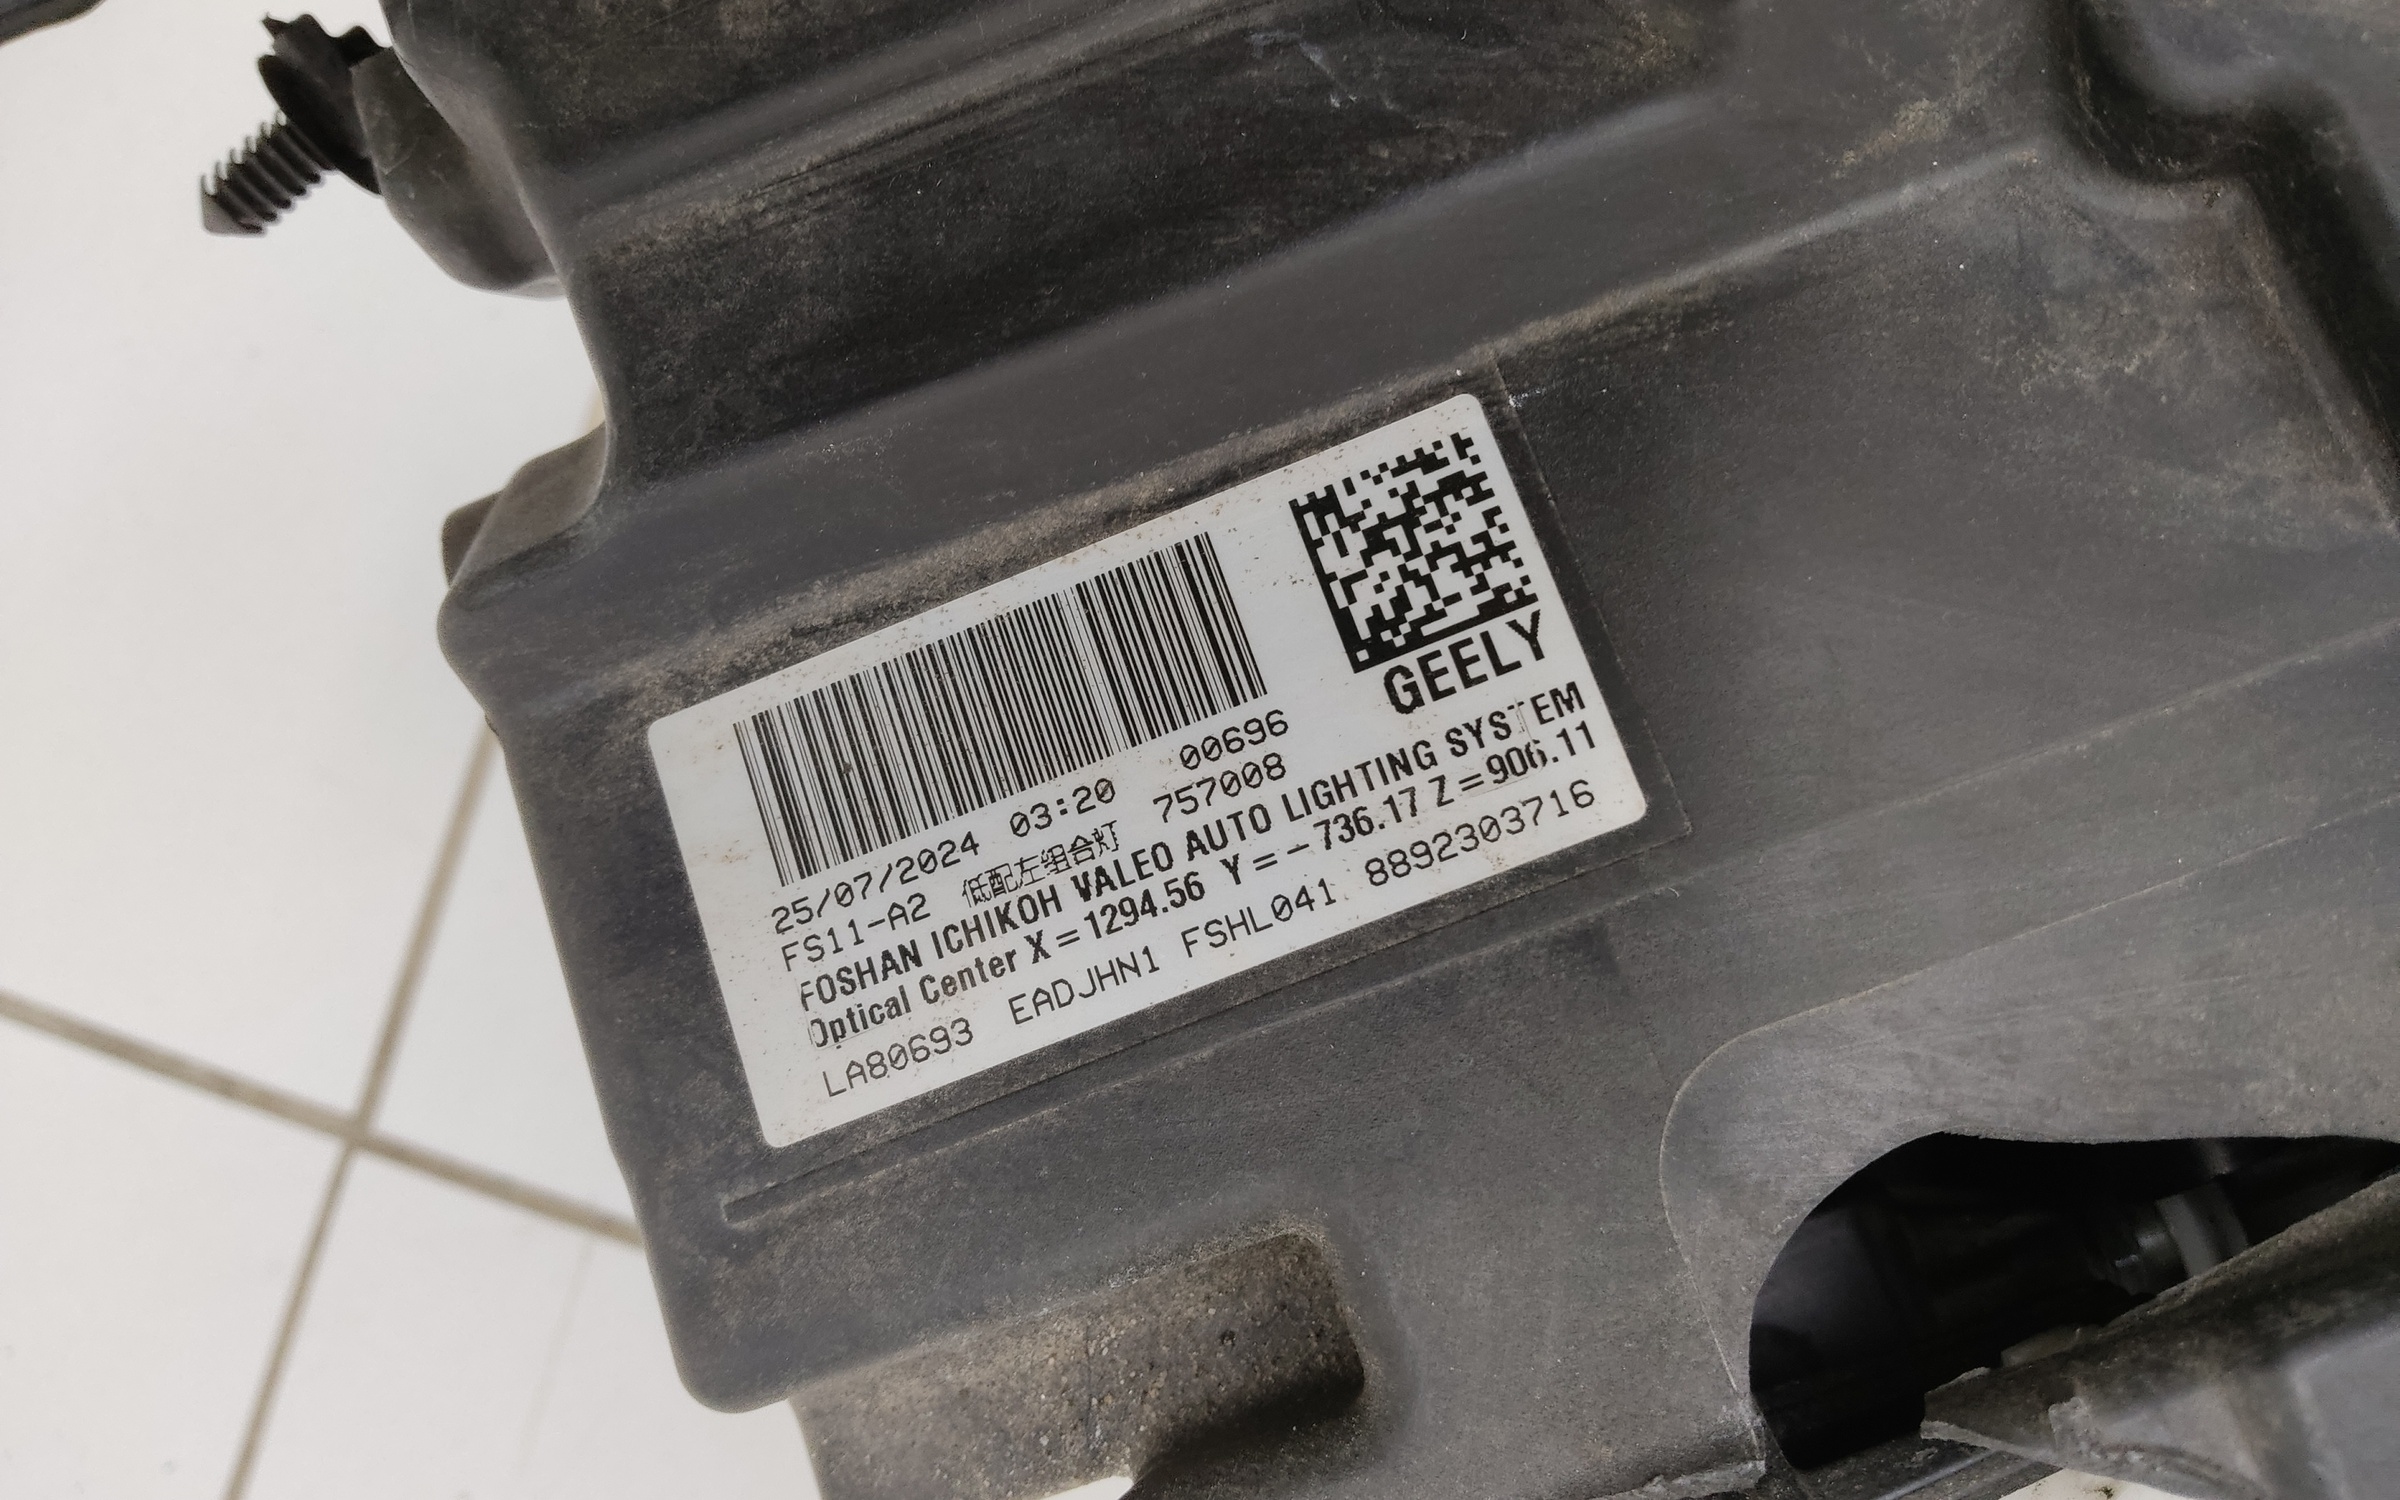 GEELY
25/07/2024 03:20 00696
FS11-A2 低配左组合灯 757008
FOSHAN ICHIKOH VALEO AUTO LIGHTING SYSTEM
Optical Center X=1294.56 Y=-736.17 Z=906.11
LA80693 EADJHN1 FSHL041 8892303716